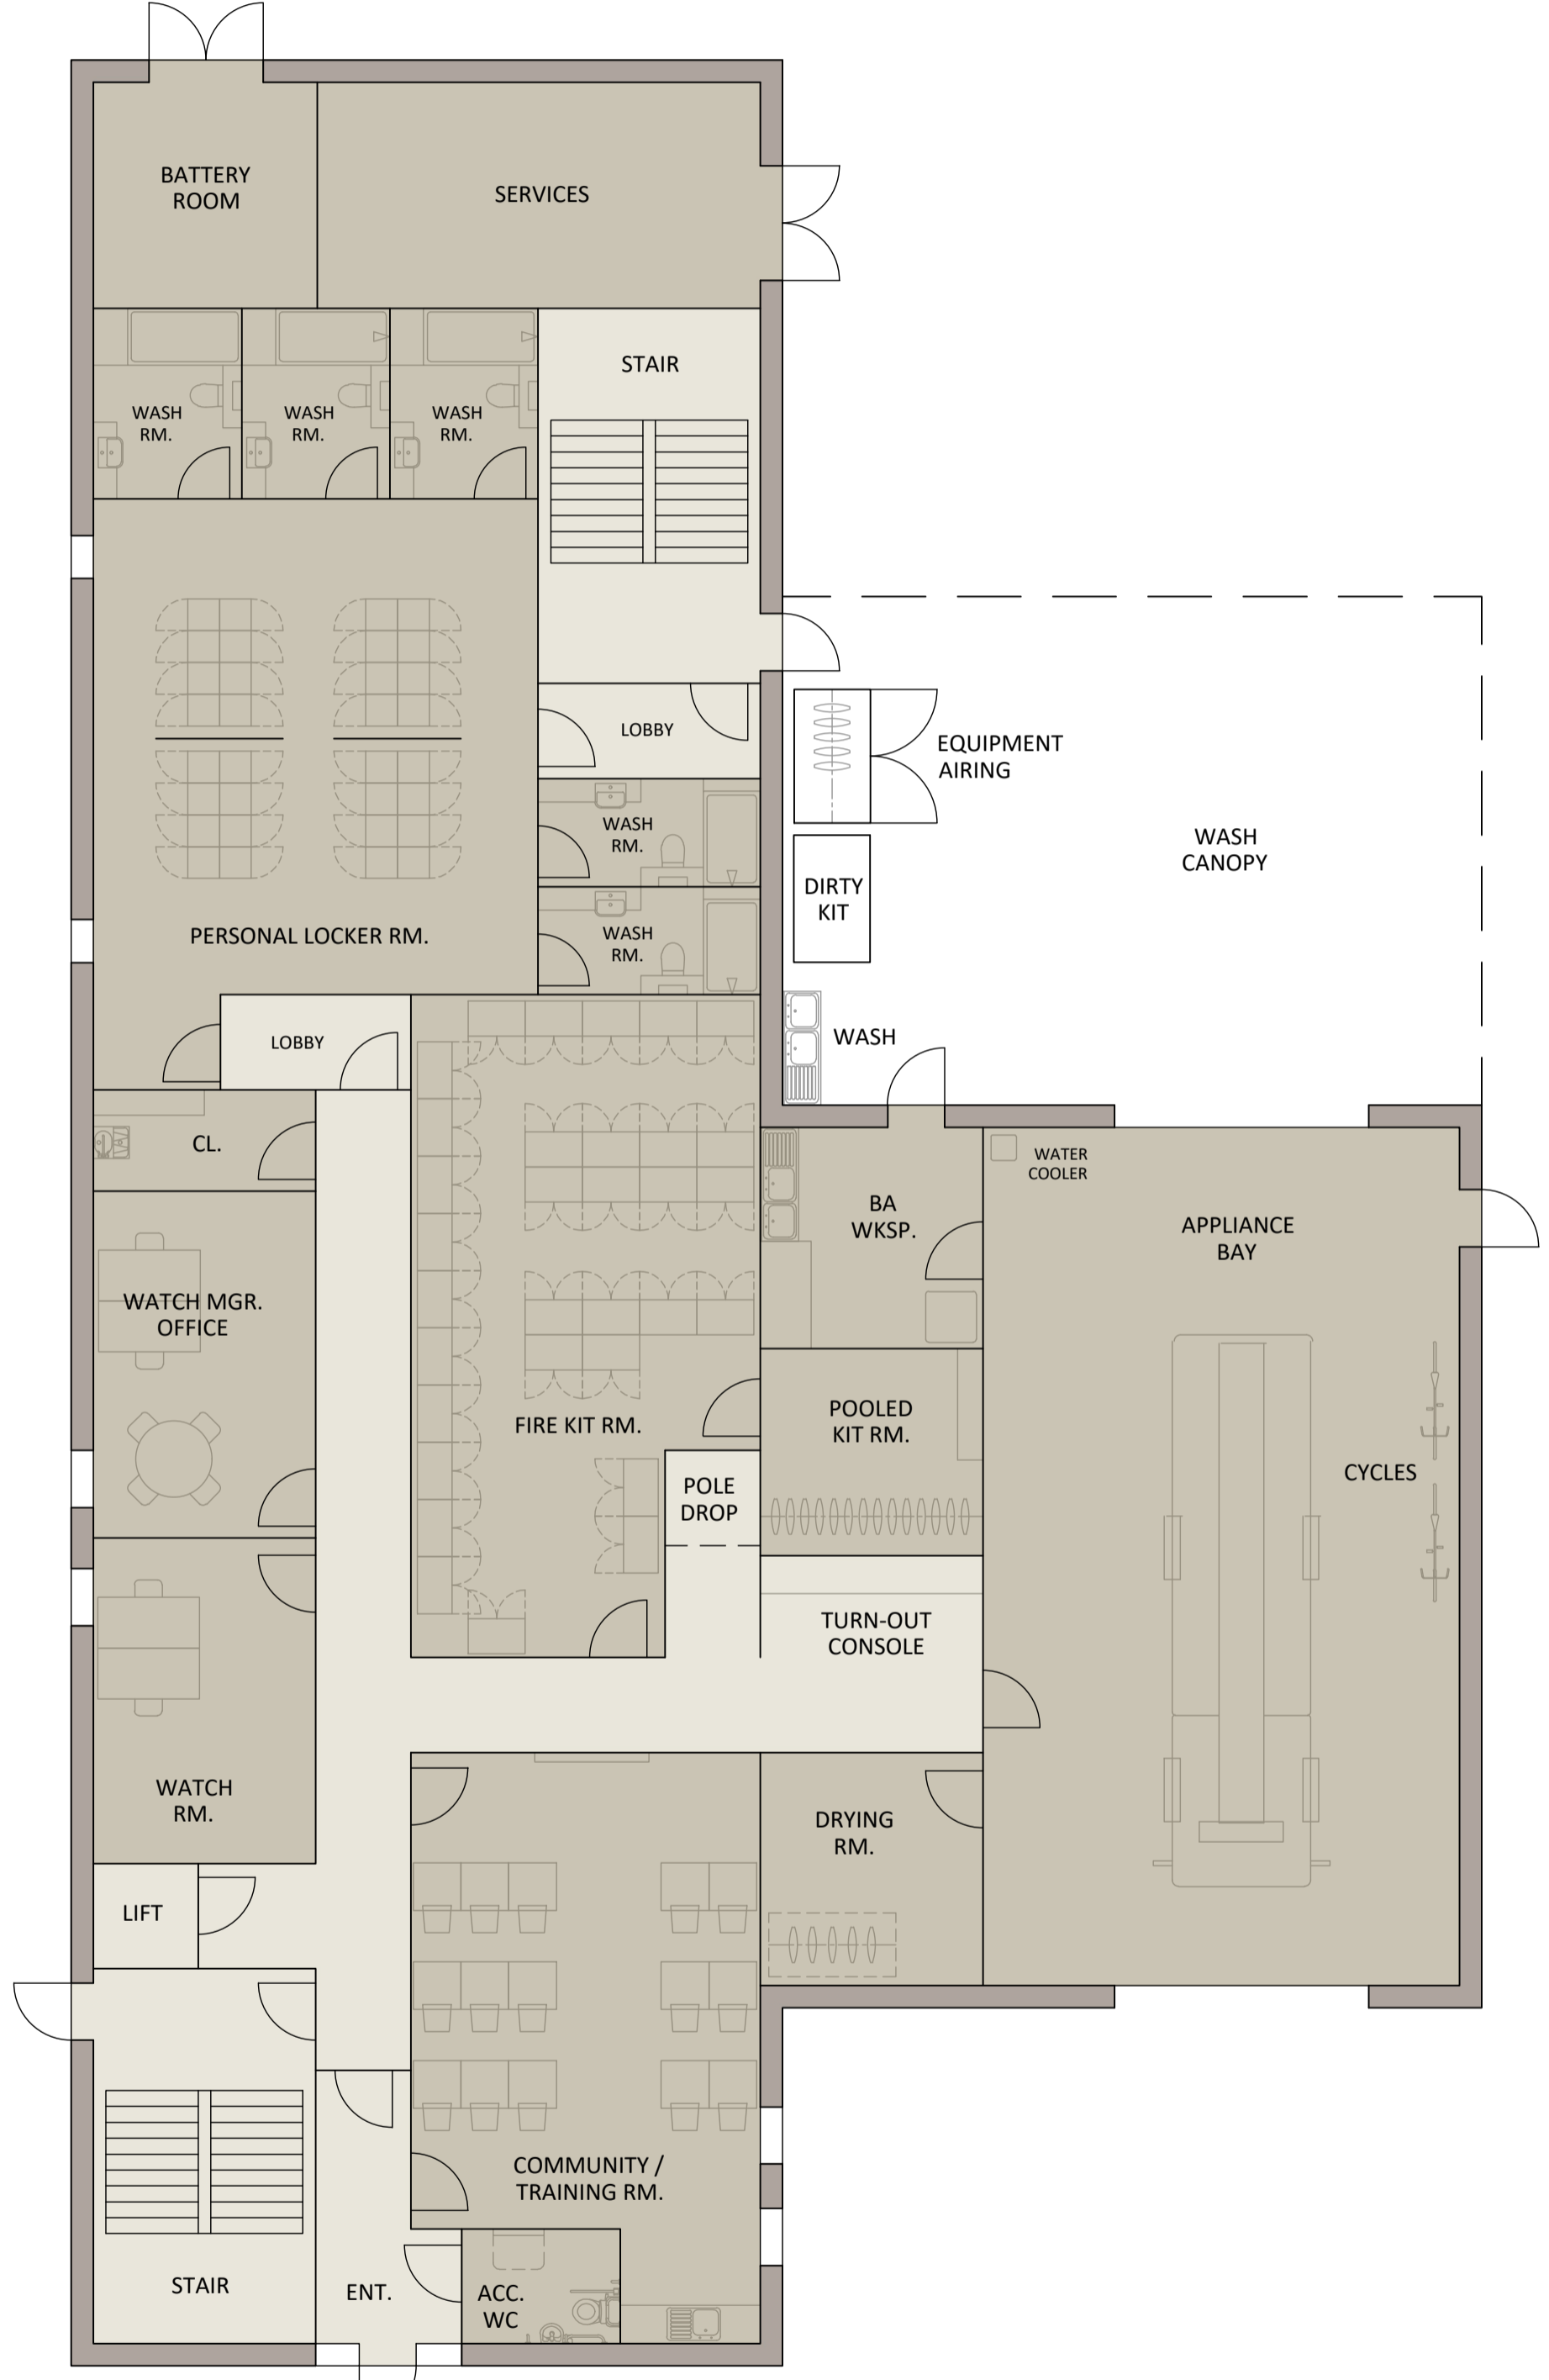 BATTERY
ROOM
SERVICES
STAIR
WASH
RM.
WASH
RM.
WASH
RM.
LOBBY
EQUIPMENT
AIRING
WASH
RM.
WASH
CANOPY
DIRTY
KIT
PERSONAL LOCKER RM.
WASH
RM.
LOBBY
WASH
CL.
WATER
COOLER
BA
WKSP.
APPLIANCE
BAY
WATCH MGR.
OFFICE
FIRE KIT RM.
POOLED
KIT RM.
CYCLES
POLE
DROP
TURN-OUT
CONSOLE
WATCH
RM.
DRYING
RM.
LIFT
COMMUNITY /
TRAINING RM.
STAIR
ENT.
ACC.
WC